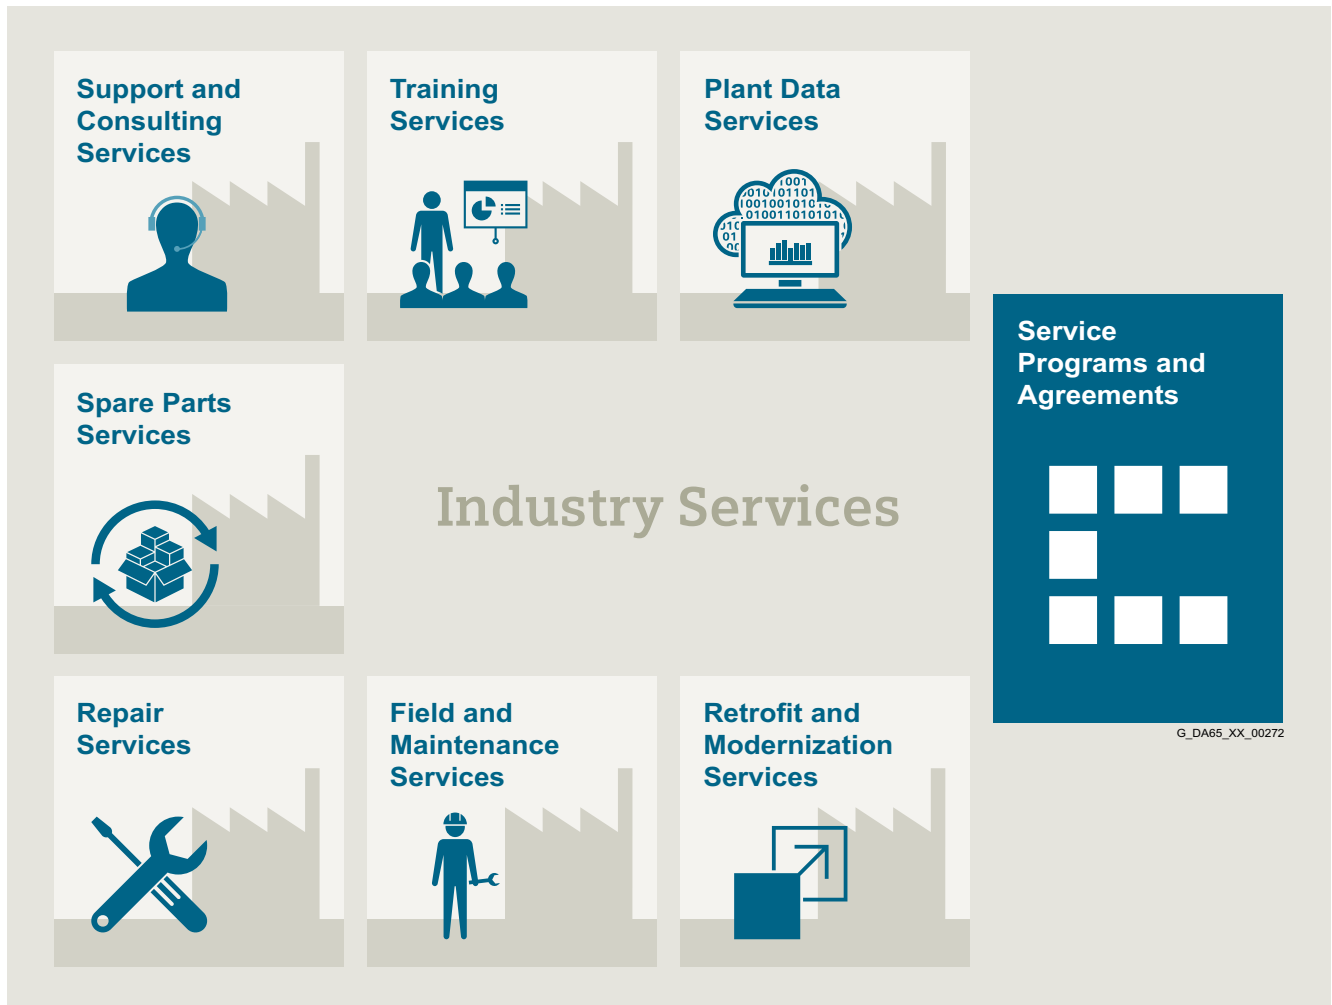 Support and
Consulting
Services
Training
Services
Plant Data
Services
Service
Programs and
Agreements
Spare Parts
Services
Industry Services
Repair
Services
Field and
Maintenance
Services
Retrofit and
Modernization
Services
G_DA65_XX_00272